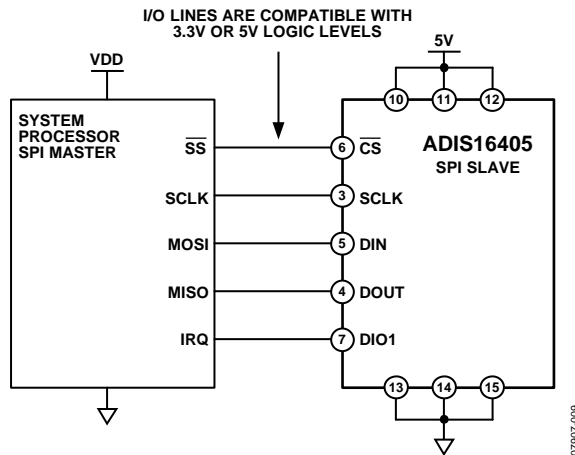 I/O LINES ARE COMPATIBLE WITH
3.3V OR 5V LOGIC LEVELS
VDD
5V
10 11 12
SYSTEM
PROCESSOR
SPI MASTER
ADIS16405
SPI SLAVE
SS 6 CS
SCLK 3 SCLK
MOSI 5 DIN
MISO 4 DOUT
IRQ 7 DIO1
13 14 15
07907-009